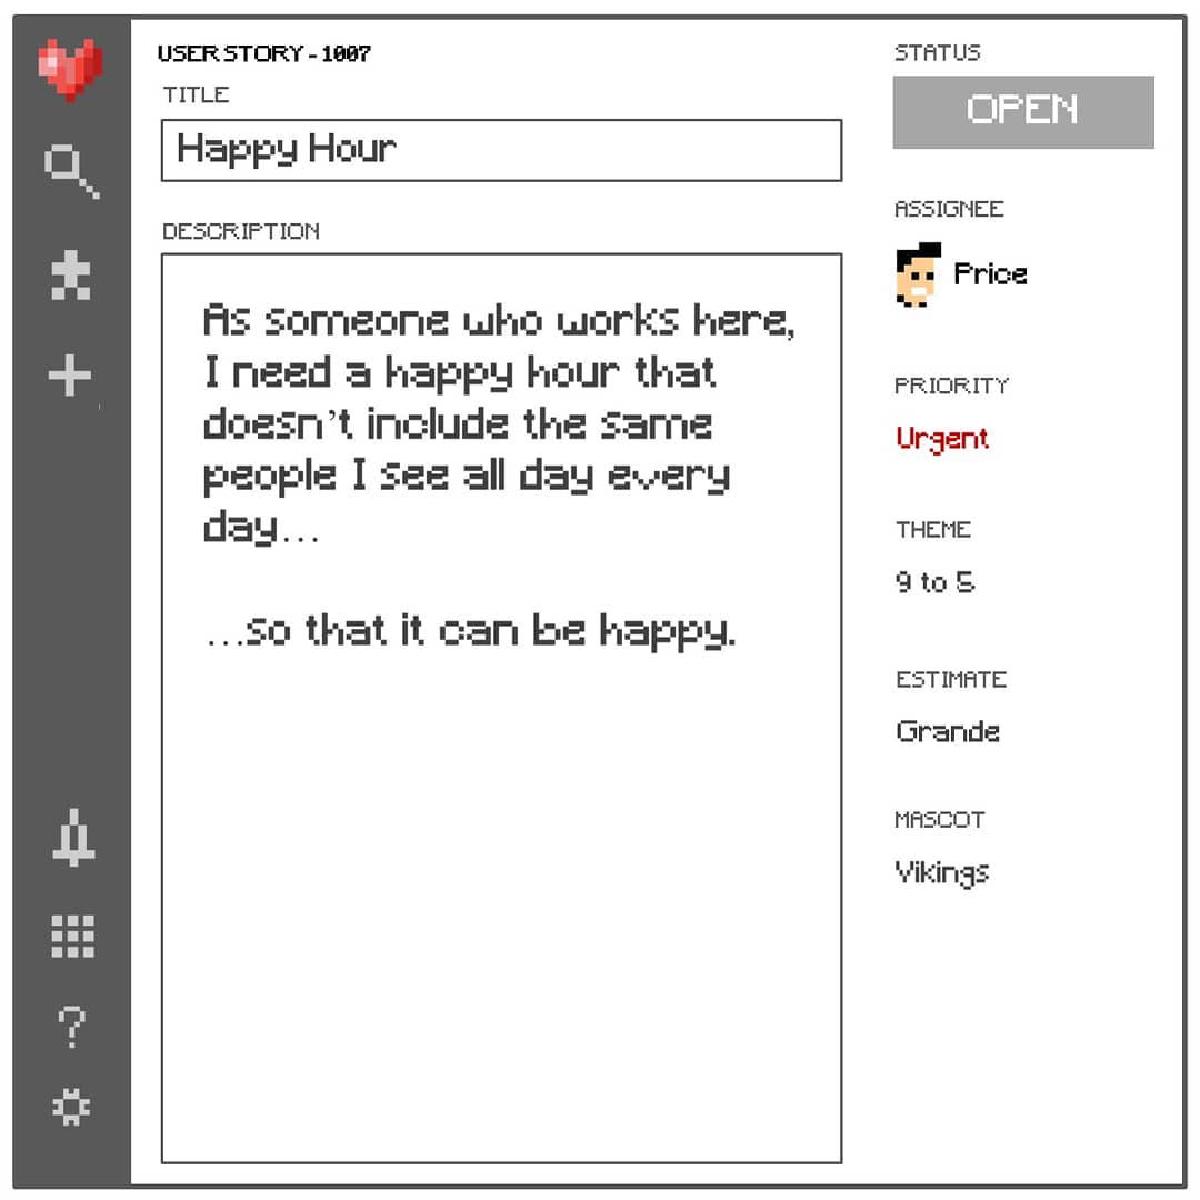 USER STORY - 1007
TITLE
Happy Hour
DESCRIPTION
As someone who works here,
I need a happy hour that
doesn't include the same
people I see all day every
day...
...so that it can be happy.
STATUS
OPEN
ASSIGNEE
Price
PRIORITY
Urgent
THEME
9 to 5
ESTIMATE
Grande
MASCOT
Vikings
?